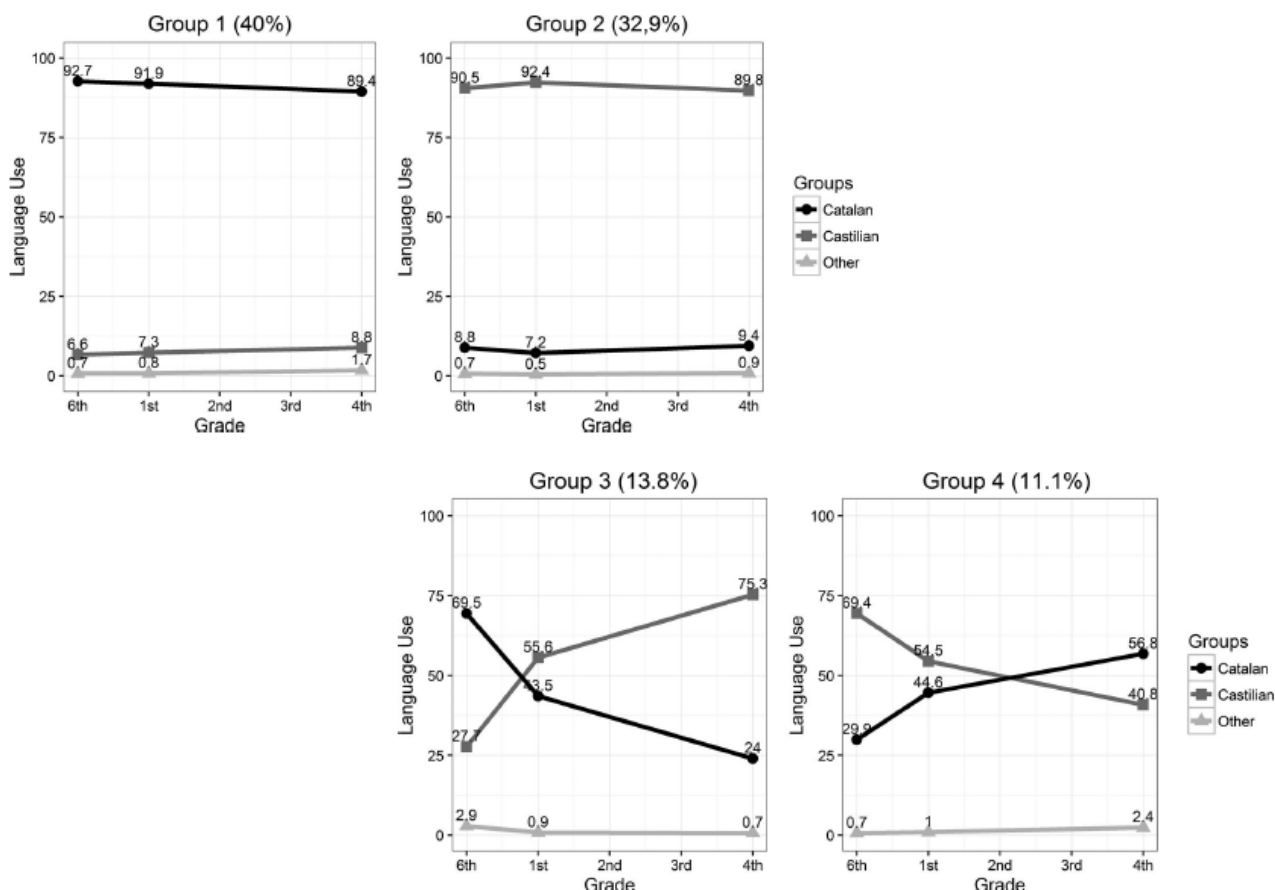 Group 1 (40%)
Group 2 (32,9%)
100
75
50
25
0
Language Use
92.7
91.9
89.4
6.6
7.3
8.8
0.7
0.8
1.7
6th
1st
2nd
3rd
4th
Grade
100
75
50
25
0
Language Use
90.5
92.4
89.8
8.8
7.2
9.4
0.7
0.5
0.9
6th
1st
2nd
3rd
4th
Grade
Groups
Catalan
Castilian
Other
Group 3 (13.8%)
Group 4 (11.1%)
100
75
50
25
0
Language Use
69.5
55.6
75.3
27.7
43.5
24
2.9
0.9
0.7
6th
1st
2nd
3rd
4th
Grade
100
75
50
25
0
Language Use
69.4
54.5
56.8
29.9
44.6
40.8
0.7
1
2.4
6th
1st
2nd
3rd
4th
Grade
Groups
Catalan
Castilian
Other